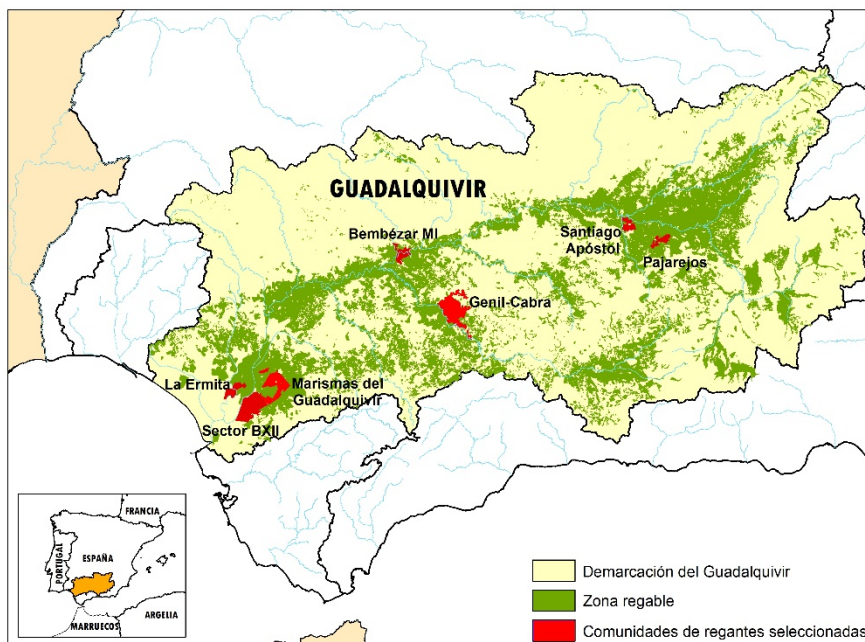 GUADALQUIVIR
Bembézar MI
Santiago
Apóstol
Pajarejos
Genil-Cabra
La Ermita
Marismas del
Guadalquivir
Sector BXII
FRANCIA
PORTUGAL
ESPAÑA
MARRUECOS
ARGELIA
Demarcación del Guadalquivir
Zona regable
Comunidades de regantes seleccionadas